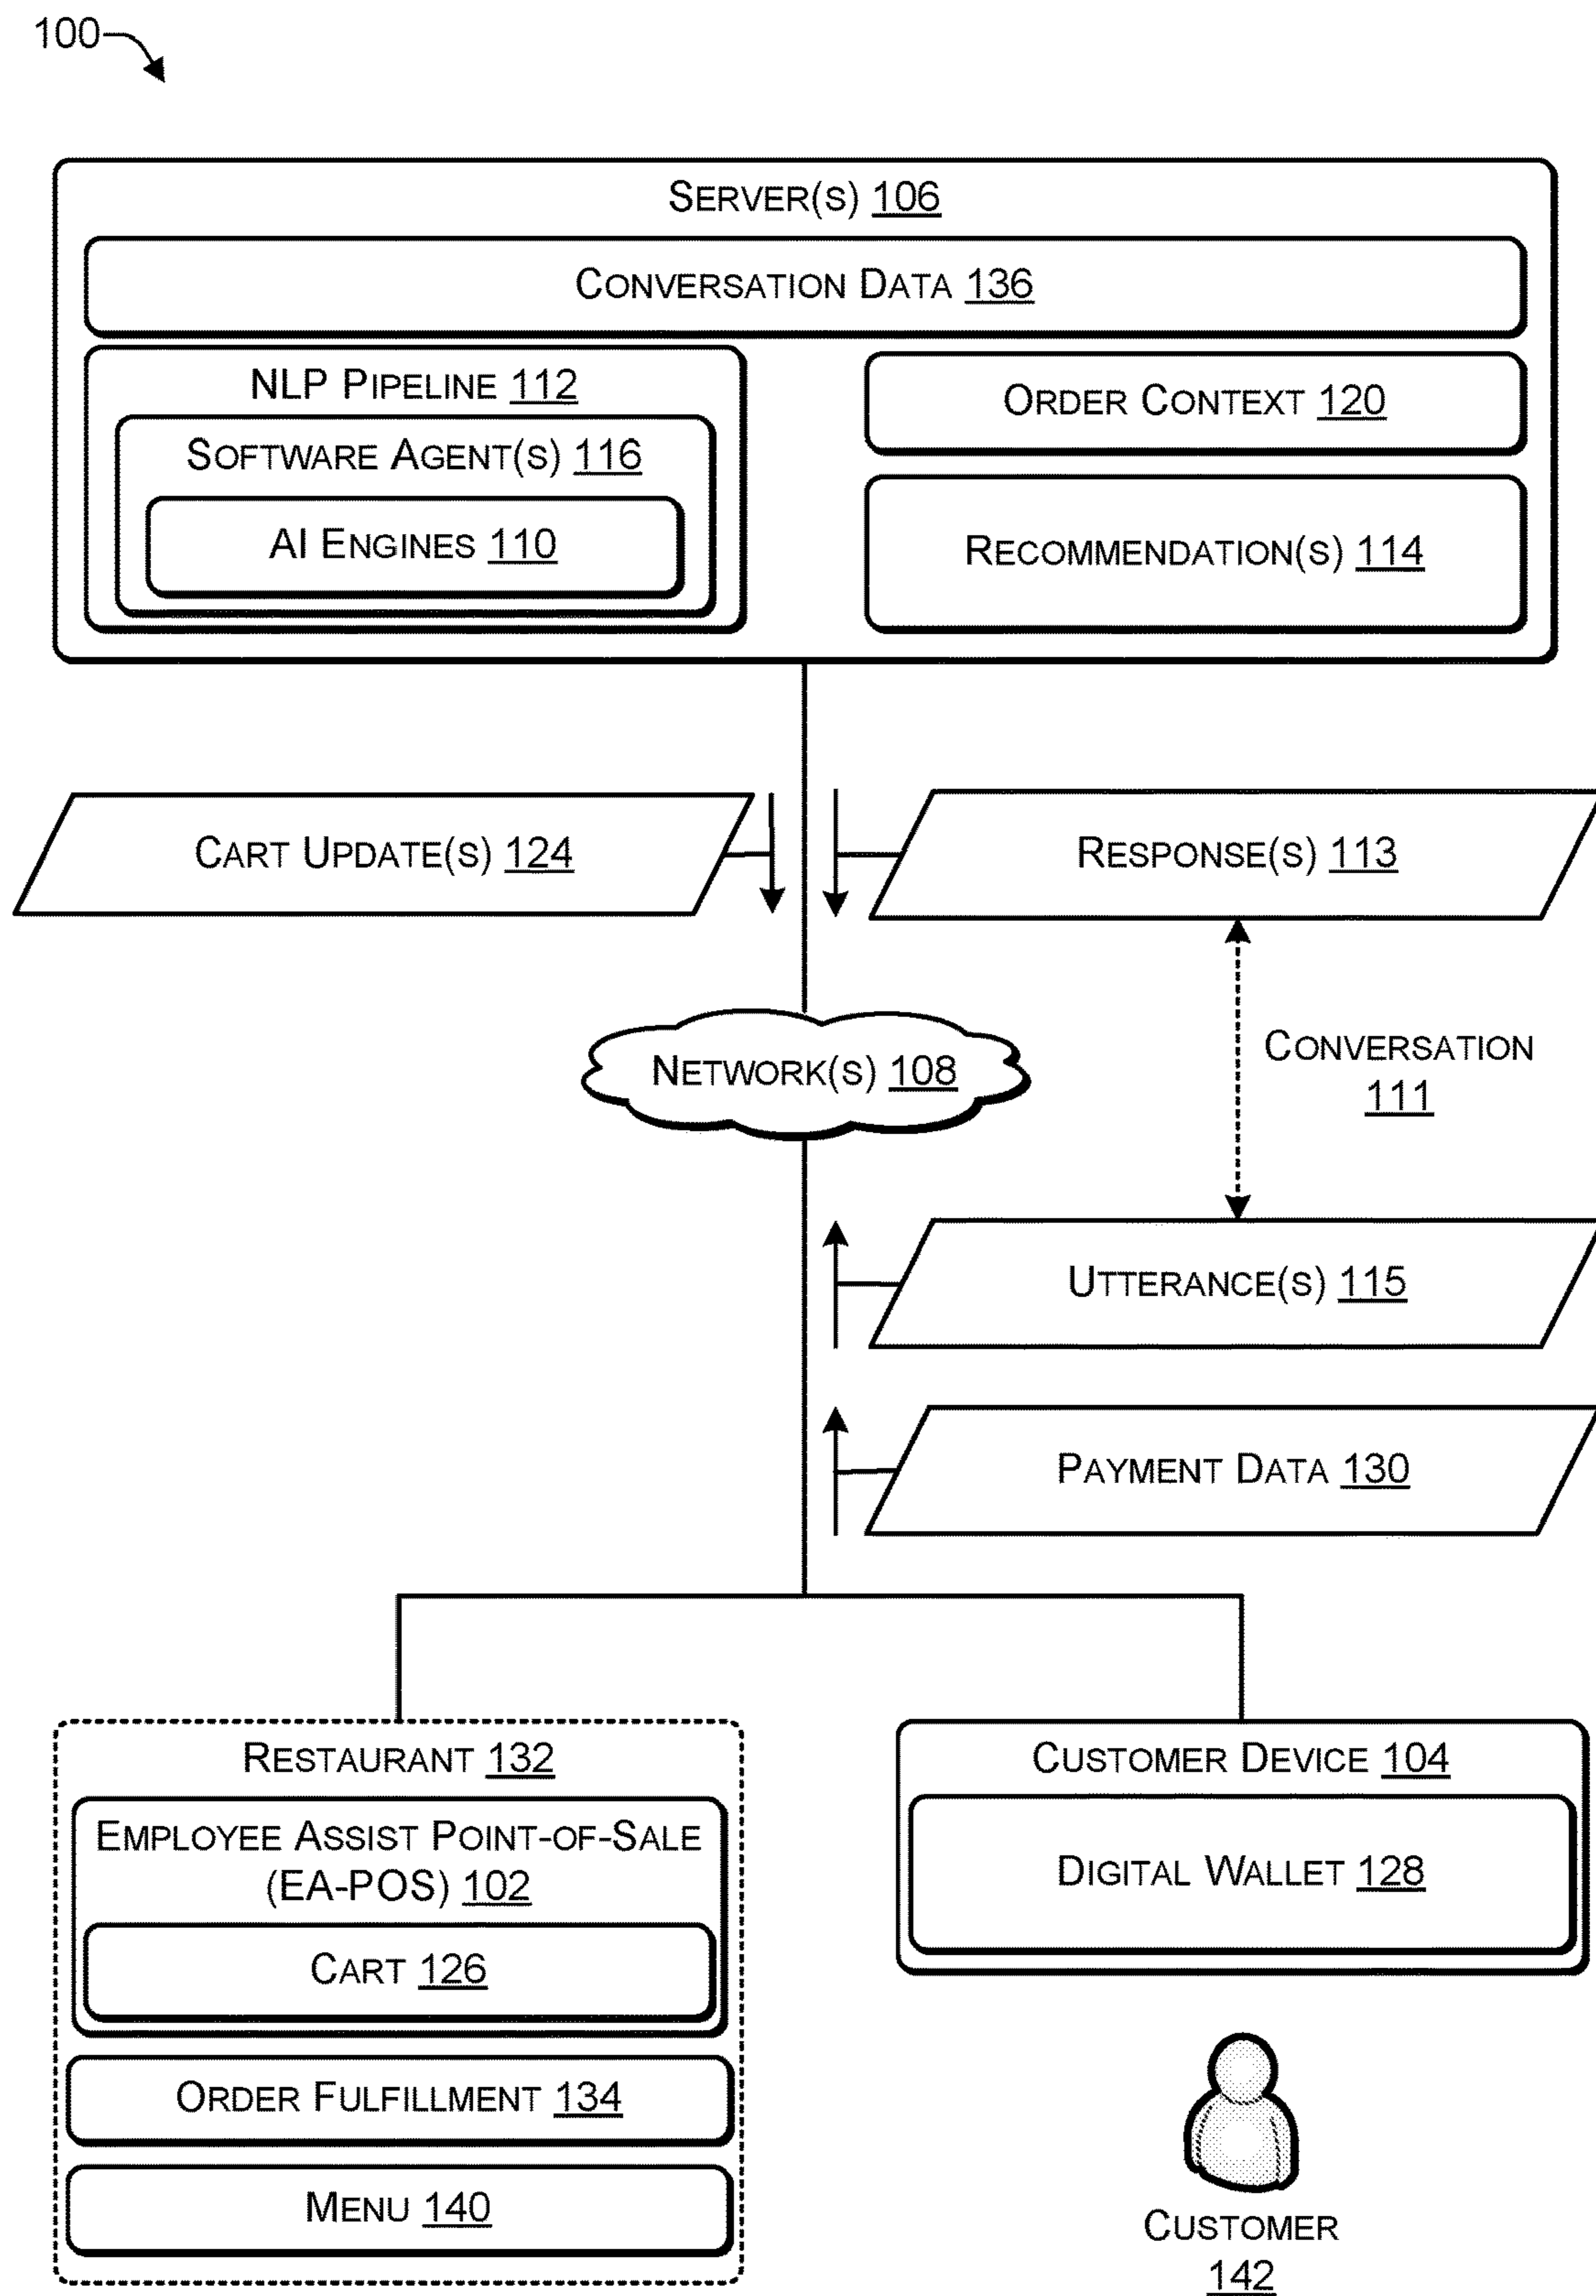 100
SERVER(S) 106
CONVERSATION DATA 136
NLP PIPELINE 112
SOFTWARE AGENT(S) 116
AI ENGINES 110
ORDER CONTEXT 120
RECOMMENDATION(S) 114
CART UPDATE(S) 124
RESPONSE(S) 113
NETWORK(S) 108
CONVERSATION
111
UTTERANCE(S) 115
PAYMENT DATA 130
RESTAURANT 132
EMPLOYEE ASSIST POINT-OF-SALE
(EA-POS) 102
CART 126
ORDER FULFILLMENT 134
MENU 140
CUSTOMER DEVICE 104
DIGITAL WALLET 128
CUSTOMER
142